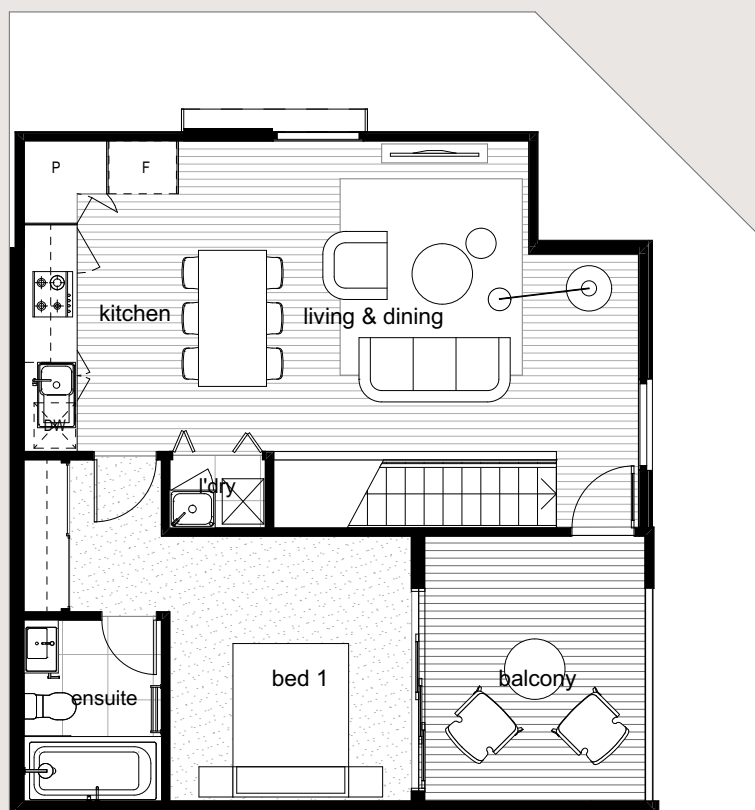 P
F
kitchen
living & dining
DW
l'dry
bed 1
balcony
ensuite